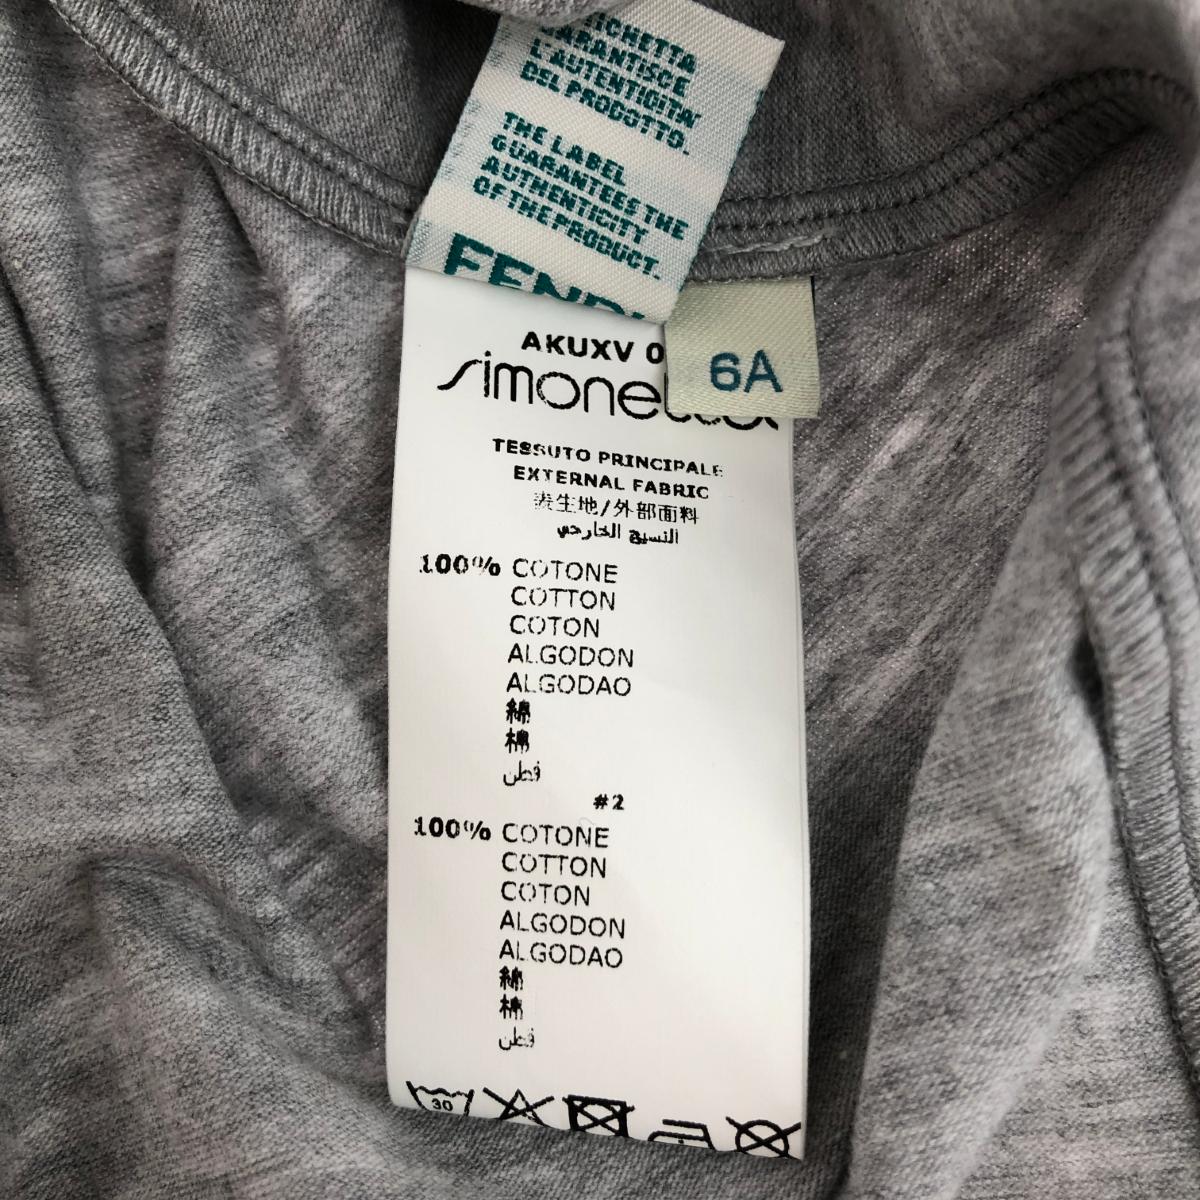 ICHETTA
GARANTISCE
L'AUTENTICITA'
DEL PRODOTTO.
THE LABEL
GUARANTEES THE
AUTHENTICITY
OF THE PRODUCT.
FENDI
6A
AKUXV 0
simonetta
TESSUTO PRINCIPALE
EXTERNAL FABRIC
表生地/外部面料
النسيج الخارجي
100% COTONE
COTTON
COTON
ALGODON
ALGODAO
綿
棉
قطن
#2
100% COTONE
COTTON
COTON
ALGODON
ALGODAO
綿
棉
قطن
30